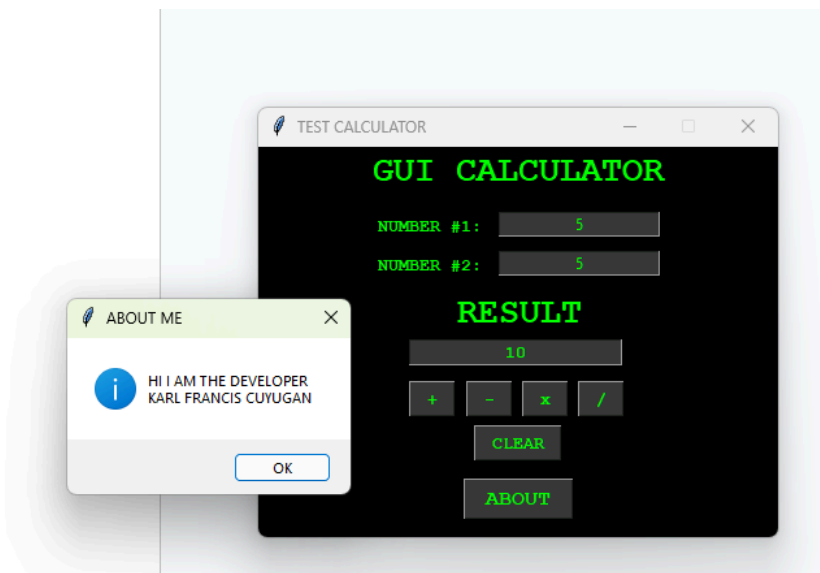 TEST CALCULATOR
GUI CALCULATOR
NUMBER #1: 5
NUMBER #2: 5
RESULT
10
+ - x /
CLEAR
ABOUT
ABOUT ME
HI I AM THE DEVELOPER
KARL FRANCIS CUYUGAN
OK